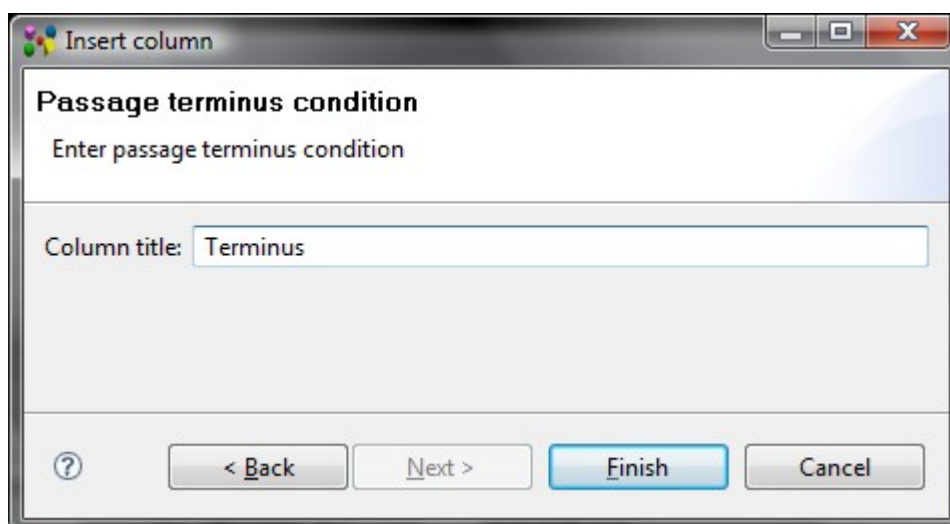 Insert column
Passage terminus condition
Enter passage terminus condition
Column title: Terminus
? < Back Next > Finish Cancel